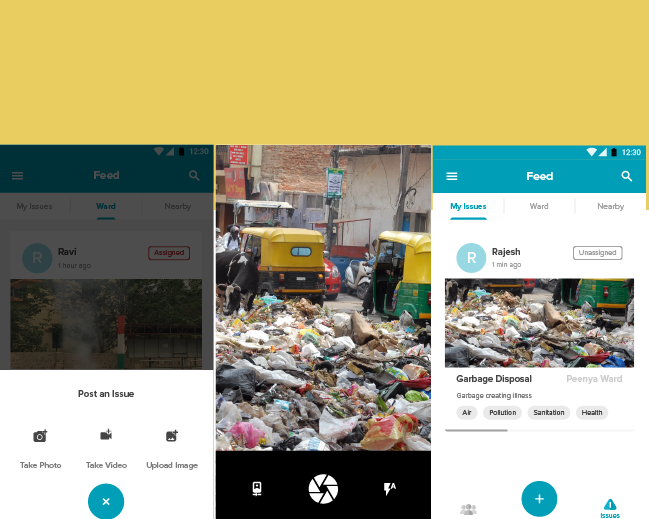 12:30
Feed
My Issues
Ward
Nearby
Ravi
1 hour ago
Assigned
Post an Issue
Take Photo
Take Video
Upload Image
12:30
Feed
My Issues
Ward
Nearby
R
Rajesh
1 min ago
Unassigned
Garbage Disposal
Peenya Ward
Garbage creating illness
Air
Pollution
Sanitation
Health
Issues
R
A